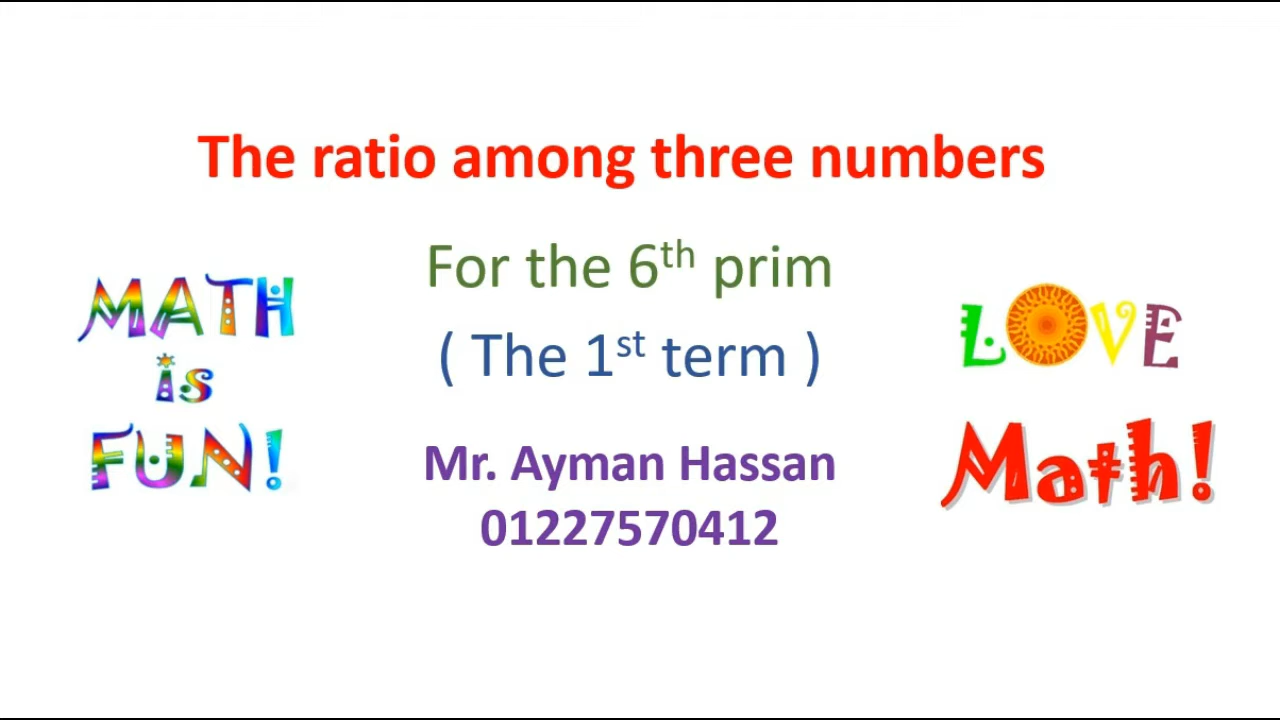 The ratio among three numbers
For the 6th prim
( The 1st term )
Mr. Ayman Hassan
01227570412
MATH
is
FUN!
LOVE
Math!